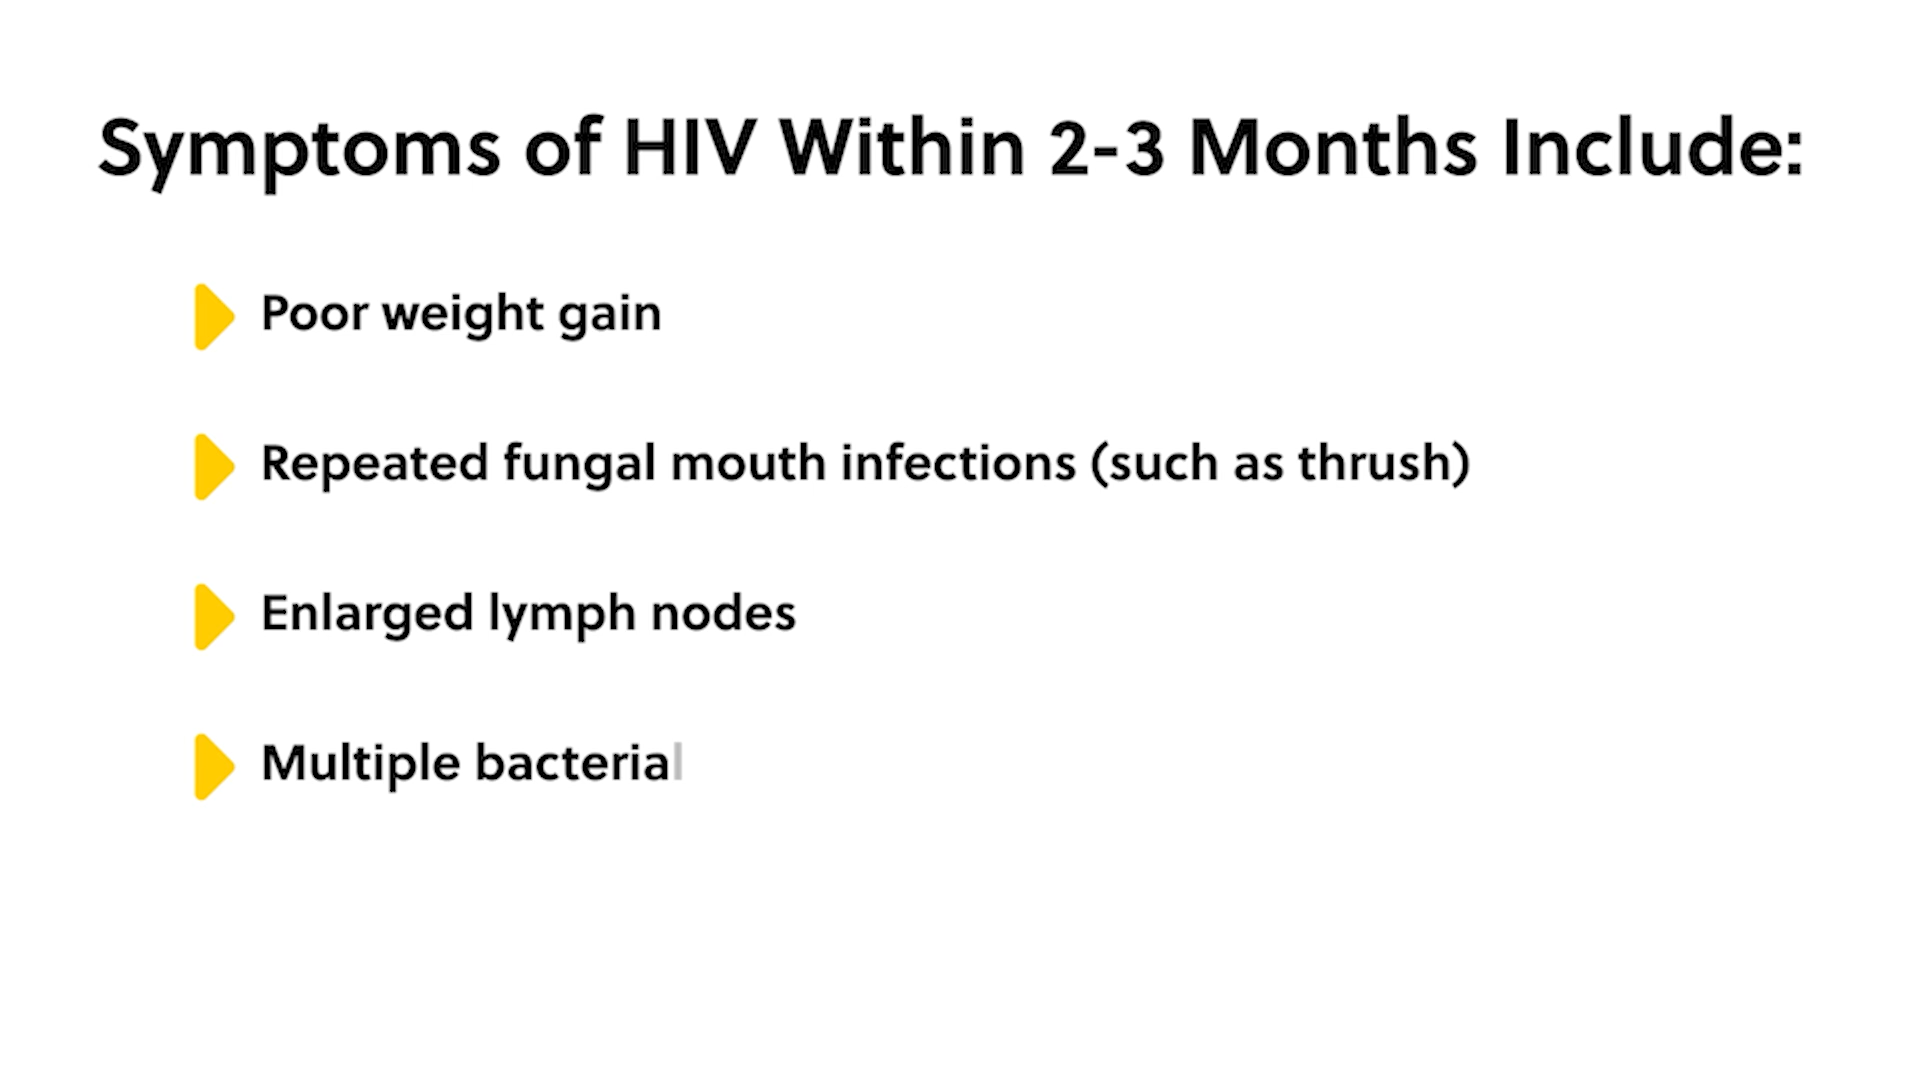 Symptoms of HIV Within 2-3 Months Include:
Poor weight gain
Repeated fungal mouth infections (such as thrush)
Enlarged lymph nodes
Multiple bacterial